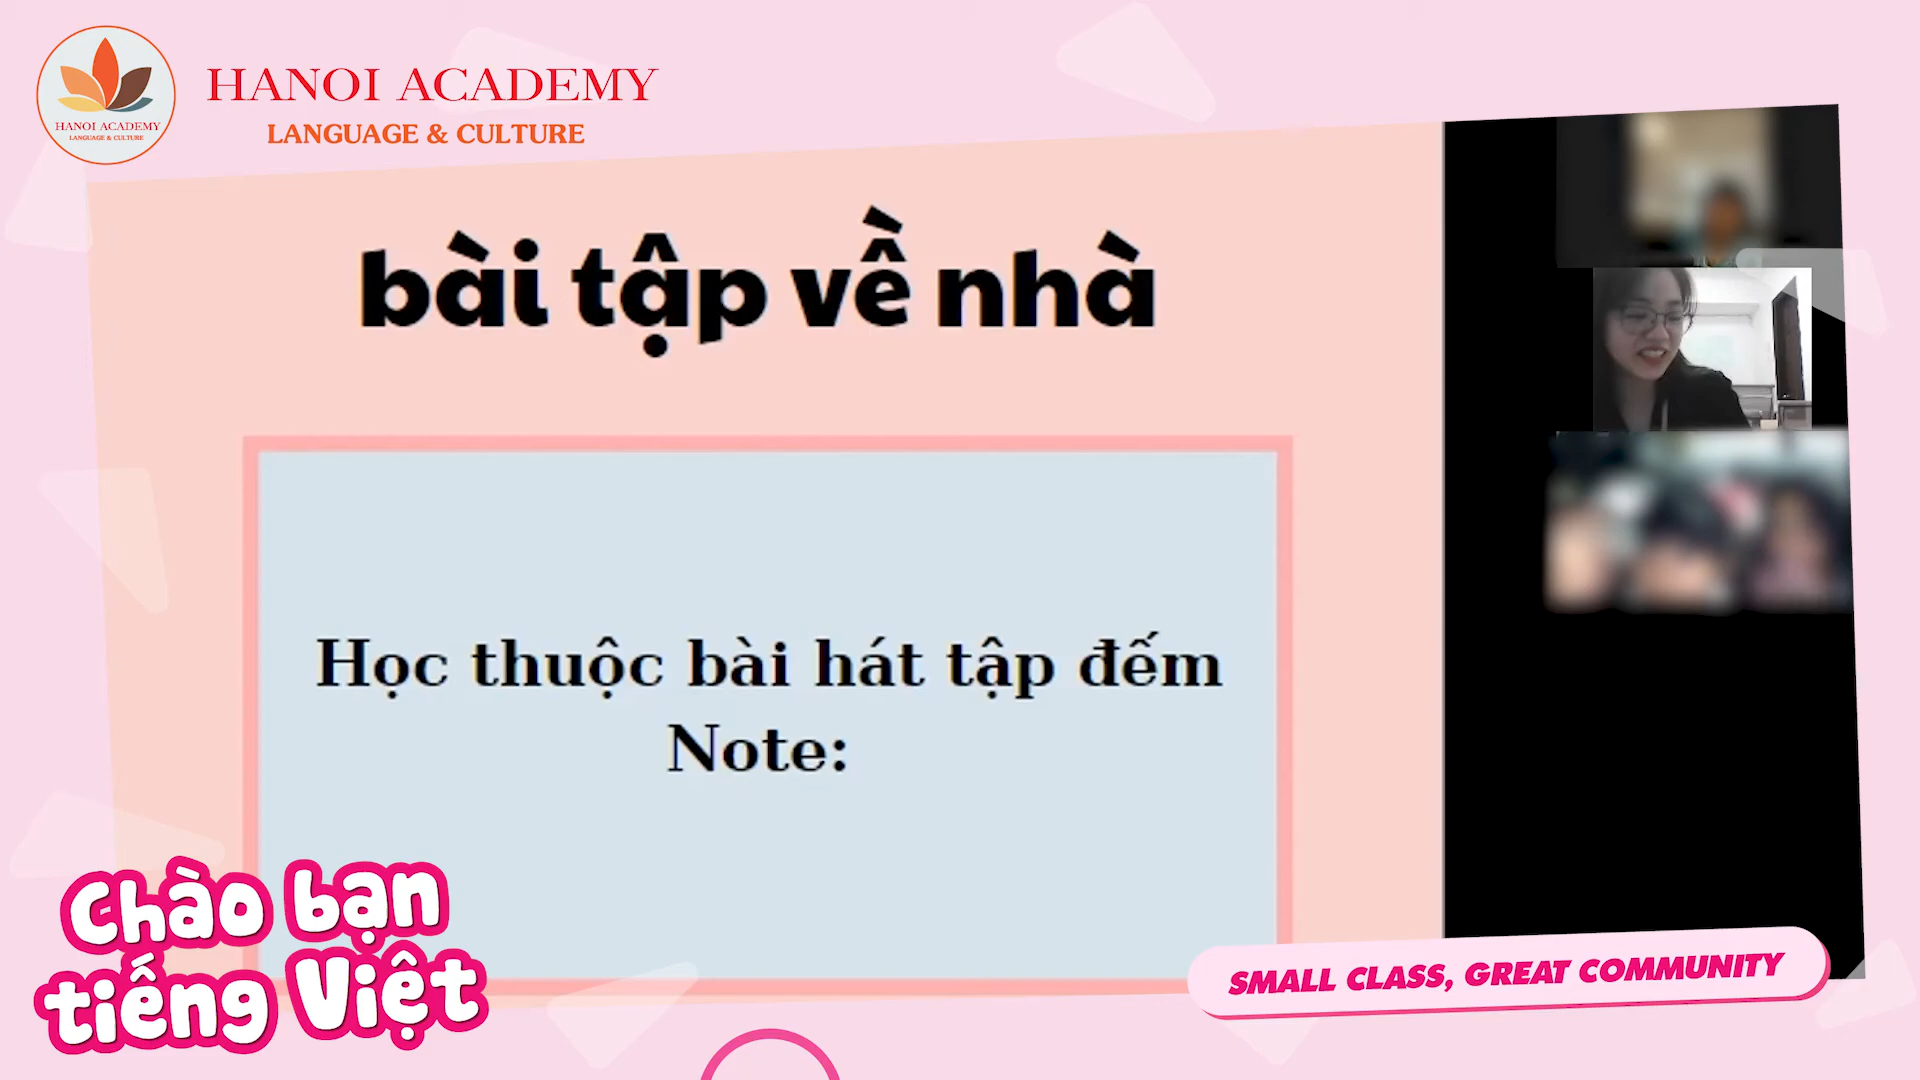 HANOI ACADEMY
LANGUAGE & CULTURE
HANOI ACADEMY
LANGUAGE & CULTURE
bài tập về nhà
Học thuộc bài hát tập đếm
Note:
Chào bạn
tiếng Việt
SMALL CLASS, GREAT COMMUNITY